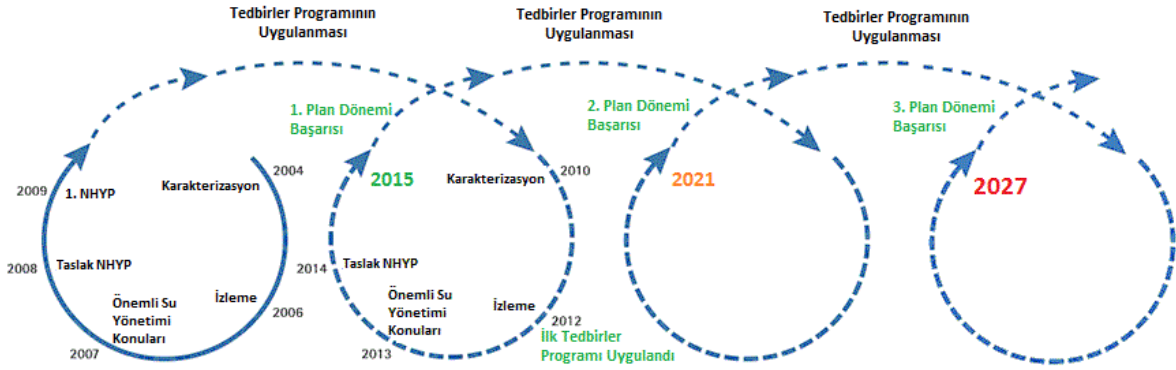 Tedbirler Programının
Uygulanması
Tedbirler Programının
Uygulanması
Tedbirler Programının
Uygulanması
1. Plan Dönemi
Başarısı
2. Plan Dönemi
Başarısı
3. Plan Dönemi
Başarısı
2004
Karakterizasyon
2009
1. NHYP
2008
Taslak NHYP
Önemli Su
Yönetimi
Konuları
2007
İzleme
2006
2015
Karakterizasyon
2010
2014
Taslak NHYP
Önemli Su
Yönetimi
Konuları
2013
İzleme
2012
İlk Tedbirler
Programı Uygulandı
2021
2027